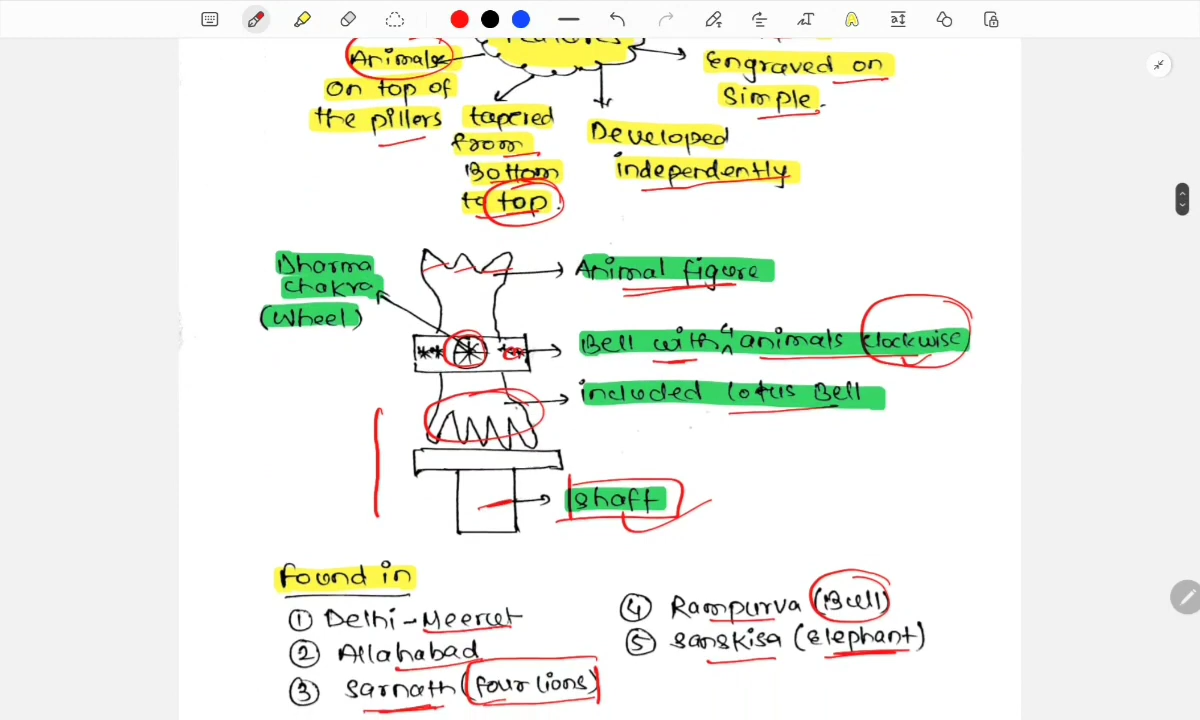 Animals
on top of
the pillers
tapered
from
Bottom
to top.
Developed
independently
Engraved on
Simple.
Dharma
chakra
(Wheel)
Animal figure
Bell with 4 animals clockwise
included lotus Bell
shaft
found in
① Delhi - Meerut
② Allahabad
③ Sarnath (four lions)
④ Rampurva (Bull)
⑤ Sanskisa (elephant)